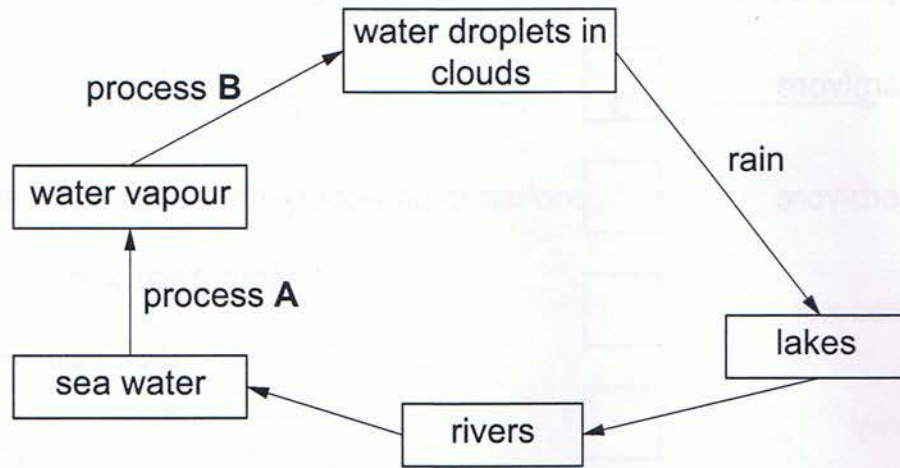 water droplets in
clouds
process B
water vapour
rain
process A
lakes
sea water
rivers